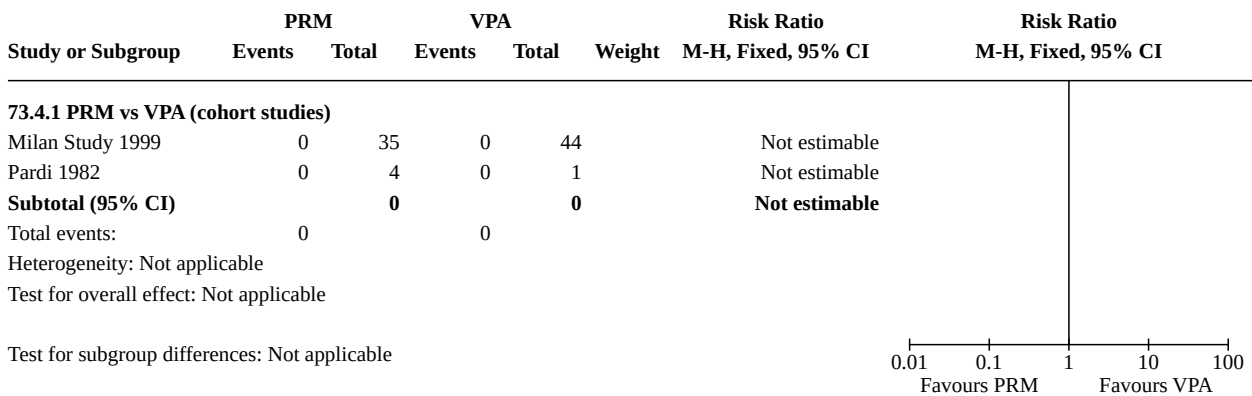 PRM VPA Risk Ratio Risk Ratio
Study or Subgroup Events Total Events Total Weight M-H, Fixed, 95% CI M-H, Fixed, 95% CI
73.4.1 PRM vs VPA (cohort studies)
Milan Study 1999 0 35 0 44 Not estimable
Pardi 1982 0 4 0 1 Not estimable
Subtotal (95% CI) 0 0 Not estimable
Total events: 0 0
Heterogeneity: Not applicable
Test for overall effect: Not applicable
Test for subgroup differences: Not applicable
0.01 0.1 1 10 100
Favours PRM Favours VPA